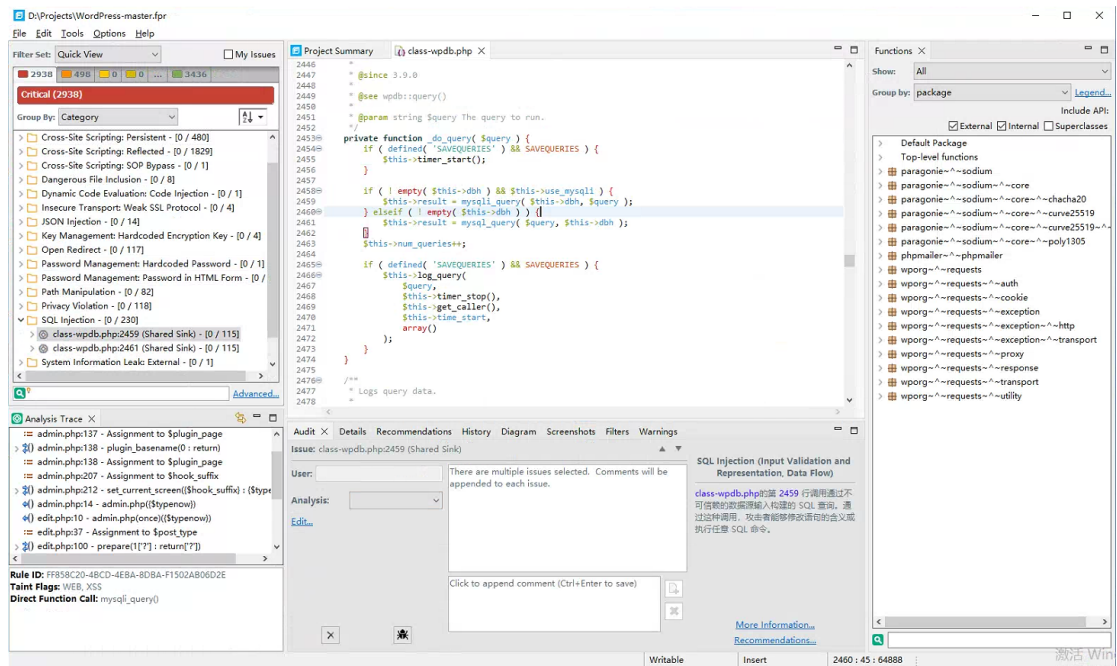 D:\Projects\WordPress-master.fpr
File Edit Tools Options Help
Filter Set: Quick View My Issues
2938 498 0 0 ... 3436
Critical (2938)
Group By: Category
Cross-Site Scripting: Persistent - [0 / 480]
Cross-Site Scripting: Reflected - [0 / 1829]
Cross-Site Scripting: SOP Bypass - [0 / 1]
Dangerous File Inclusion - [0 / 8]
Dynamic Code Evaluation: Code Injection - [0 / 1]
Insecure Transport: Weak SSL Protocol - [0 / 4]
JSON Injection - [0 / 14]
Key Management: Hardcoded Encryption Key - [0 / 4]
Open Redirect - [0 / 117]
Password Management: Hardcoded Password - [0 / 1]
Password Management: Password in HTML Form - [0 /
Path Manipulation - [0 / 82]
Privacy Violation - [0 / 118]
SQL Injection - [0 / 230]
class-wpdb.php:2459 (Shared Sink) - [0 / 115]
class-wpdb.php:2461 (Shared Sink) - [0 / 115]
System Information Leak: External - [0 / 1]
Advanced...
Analysis Trace
admin.php:137 - Assignment to $plugin_page
admin.php:138 - plugin_basename(0 : return)
admin.php:138 - Assignment to $plugin_page
admin.php:207 - Assignment to $hook_suffix
admin.php:212 - set_current_screen(($hook_suffix) : ($type
admin.php:14 - admin.php(($typenow))
edit.php:10 - admin.php(once)(($typenow))
edit.php:37 - Assignment to $post_type
edit.php:100 - prepare(1['?'] : return['?'])
Rule ID: FF858C20-4BCD-4EBA-8DBA-F1502AB06D2E
Taint Flags: WEB, XSS
Direct Function Call: mysqli_query()
Project Summary class-wpdb.php
2446 *
2447 * @since 3.9.0
2448 *
2449 * @see wpdb::query()
2450 *
2451 * @param string $query The query to run.
2452 */
2453 private function _do_query( $query ) {
2454 if ( defined( 'SAVEQUERIES' ) && SAVEQUERIES ) {
2455 $this->timer_start();
2456 }
2457
2458 if ( ! empty( $this->dbh ) && $this->use_mysqli ) {
2459 $this->result = mysqli_query( $this->dbh, $query );
2460 } elseif ( ! empty( $this->dbh ) ) {
2461 $this->result = mysql_query( $query, $this->dbh );
2462 }
2463 $this->num_queries++;
2464
2465 if ( defined( 'SAVEQUERIES' ) && SAVEQUERIES ) {
2466 $this->log_query(
2467 $query,
2468 $this->timer_stop(),
2469 $this->get_caller(),
2470 $this->time_start,
2471 array()
2472 );
2473 }
2474 }
2475
2476 /**
2477 * Logs query data.
2478 *
Audit Details Recommendations History Diagram Screenshots Filters Warnings
Issue: class-wpdb.php:2459 (Shared Sink)
User:
Analysis:
Edit...
There are multiple issues selected. Comments will be
appended to each issue.
Click to append comment (Ctrl+Enter to save)
SQL Injection (Input Validation and
Representation, Data Flow)
class-wpdb.php的第 2459 行调用通过不
可信赖的数据源输入构建的 SQL 查询。通
过这种调用，攻击者能够修改语句的含义或
执行任意 SQL 命令。
More Information...
Recommendations...
Functions
Show: All
Group by: package Legend...
Include API:
External Internal Superclasses
Default Package
Top-level functions
paragonie~^~sodium
paragonie~^~sodium~^~core
paragonie~^~sodium~^~core~^~chacha20
paragonie~^~sodium~^~core~^~curve25519
paragonie~^~sodium~^~core~^~curve25519~^
paragonie~^~sodium~^~core~^~poly1305
phpmailer~^~phpmailer
wporg~^~requests
wporg~^~requests~^~auth
wporg~^~requests~^~cookie
wporg~^~requests~^~exception
wporg~^~requests~^~exception~^~http
wporg~^~requests~^~exception~^~transport
wporg~^~requests~^~proxy
wporg~^~requests~^~response
wporg~^~requests~^~transport
wporg~^~requests~^~utility
Writable Insert 2460 : 45 : 64888
激活 Win